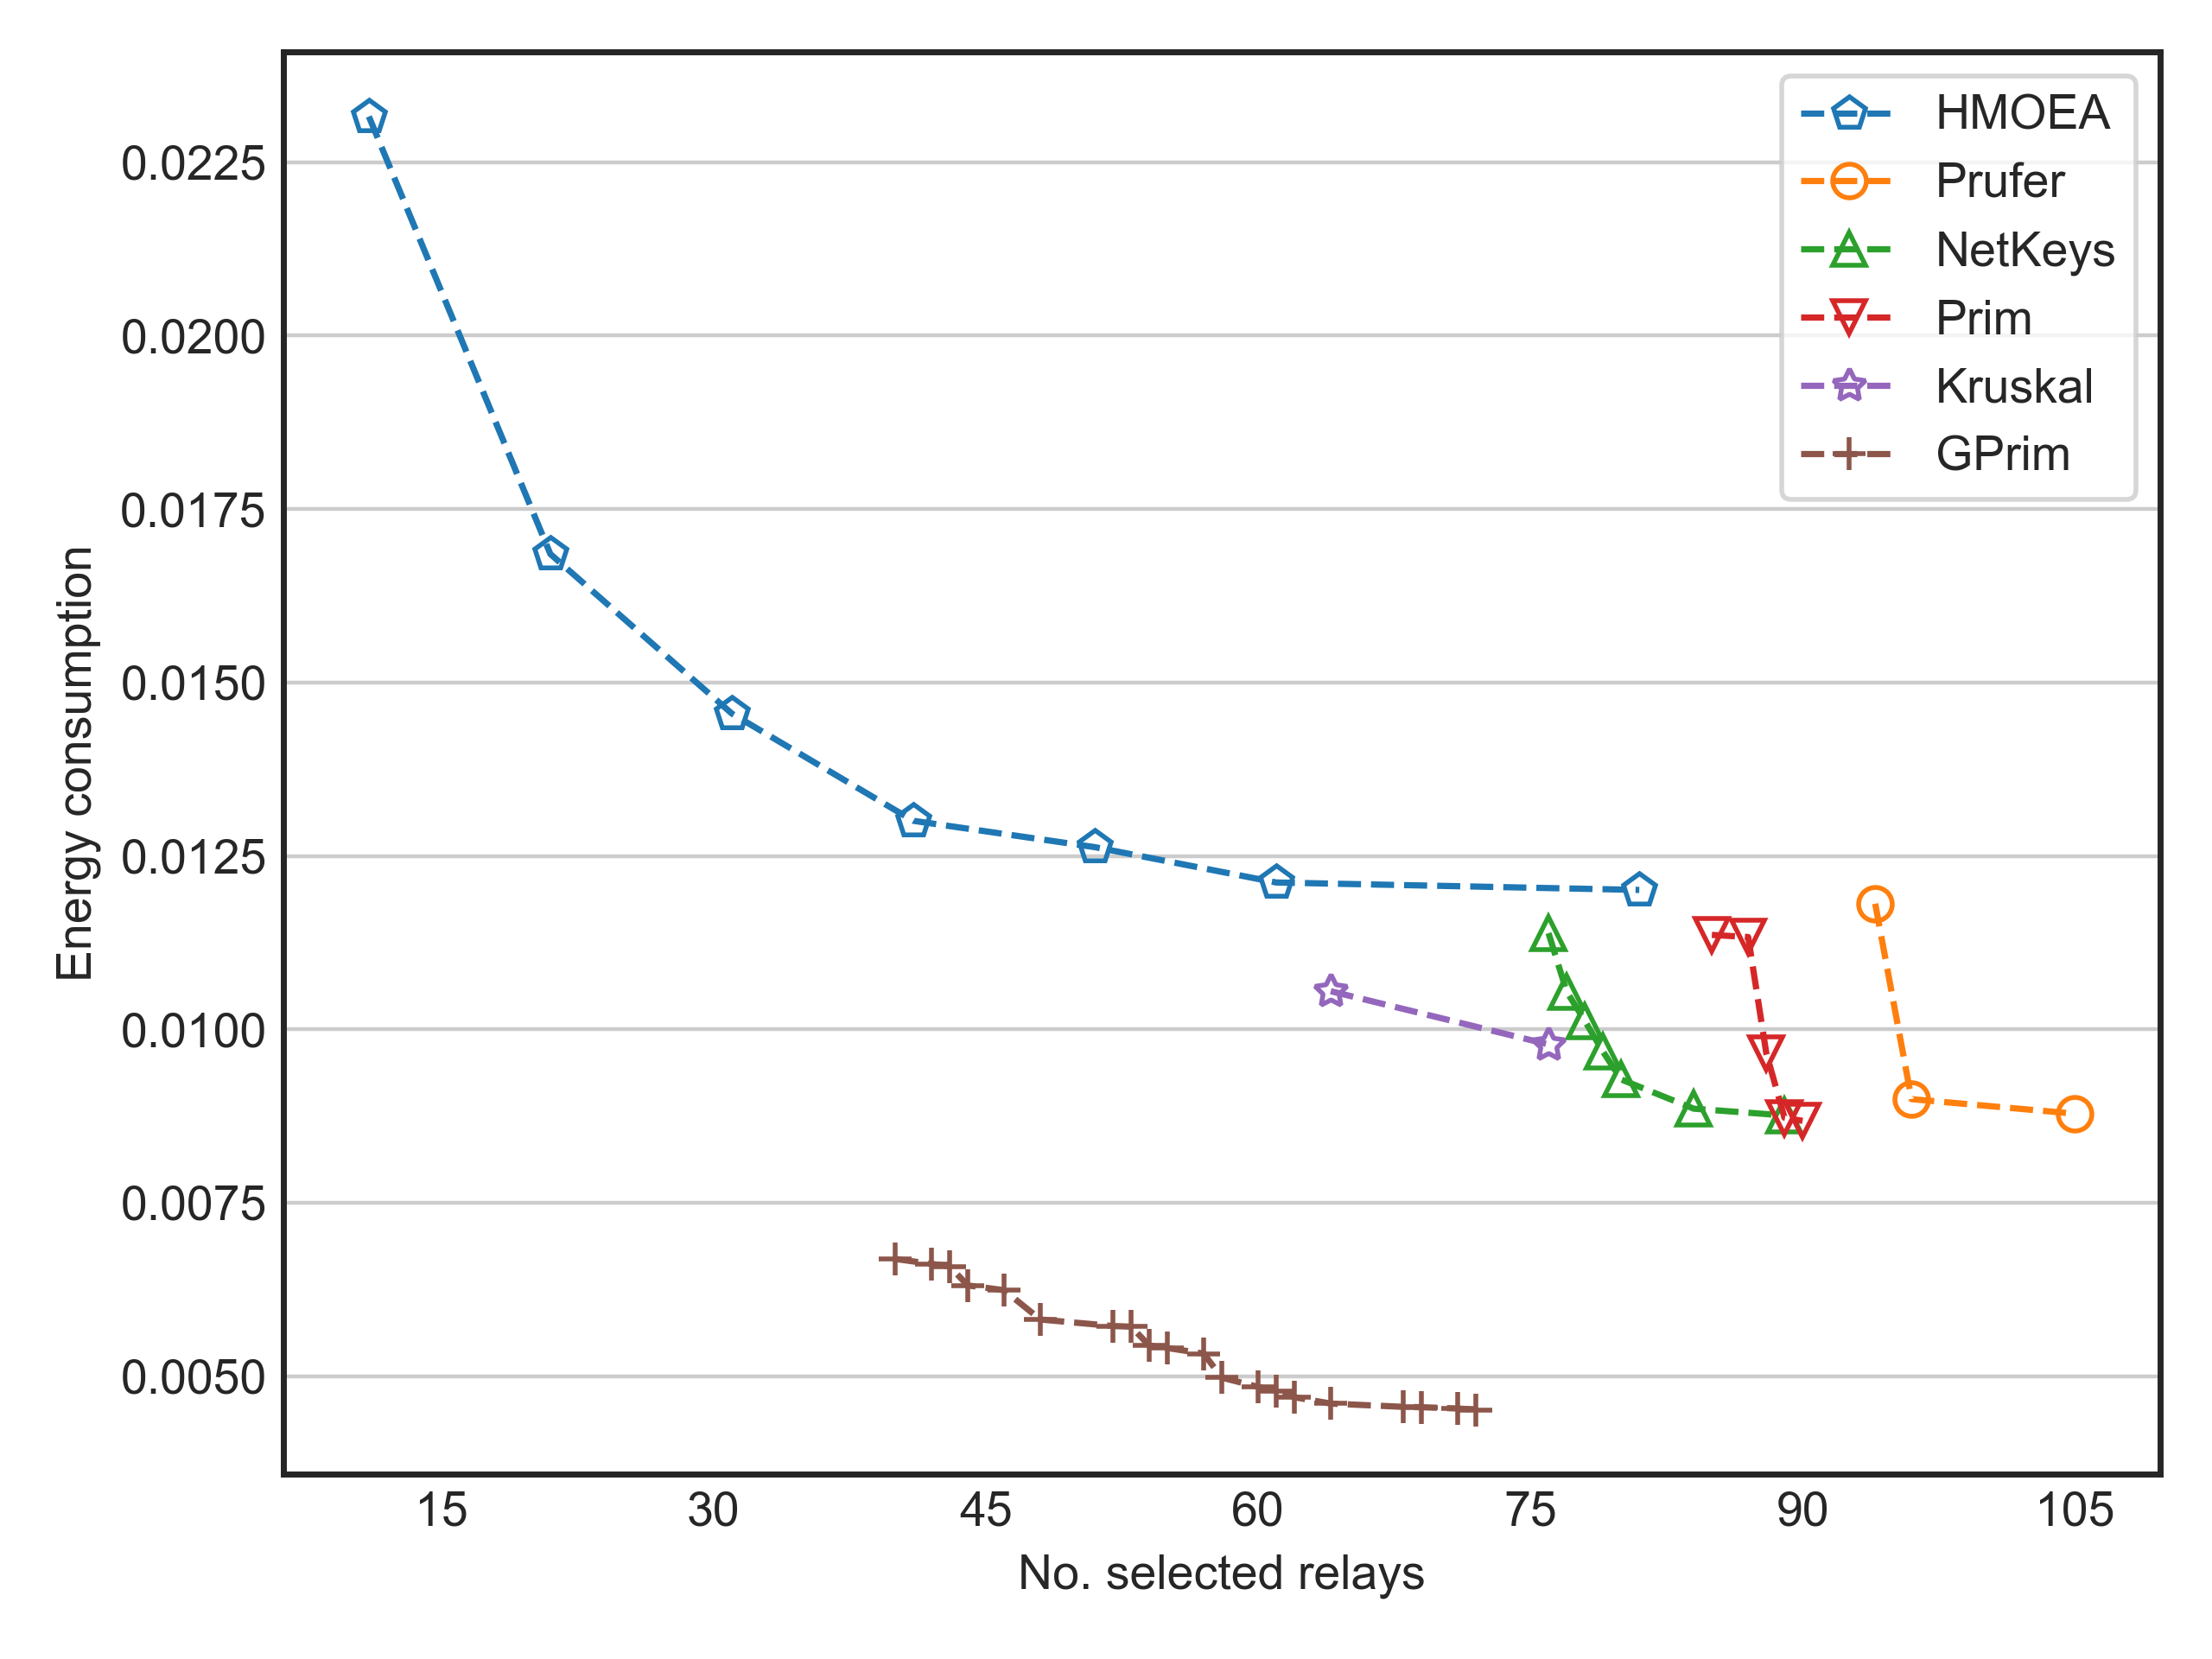 HMOEA
Prufer
NetKeys
Prim
Kruskal
GPrim
Energy consumption
0.0225
0.0200
0.0175
0.0150
0.0125
0.0100
0.0075
0.0050
15 30 45 60 75 90 105
No. selected relays